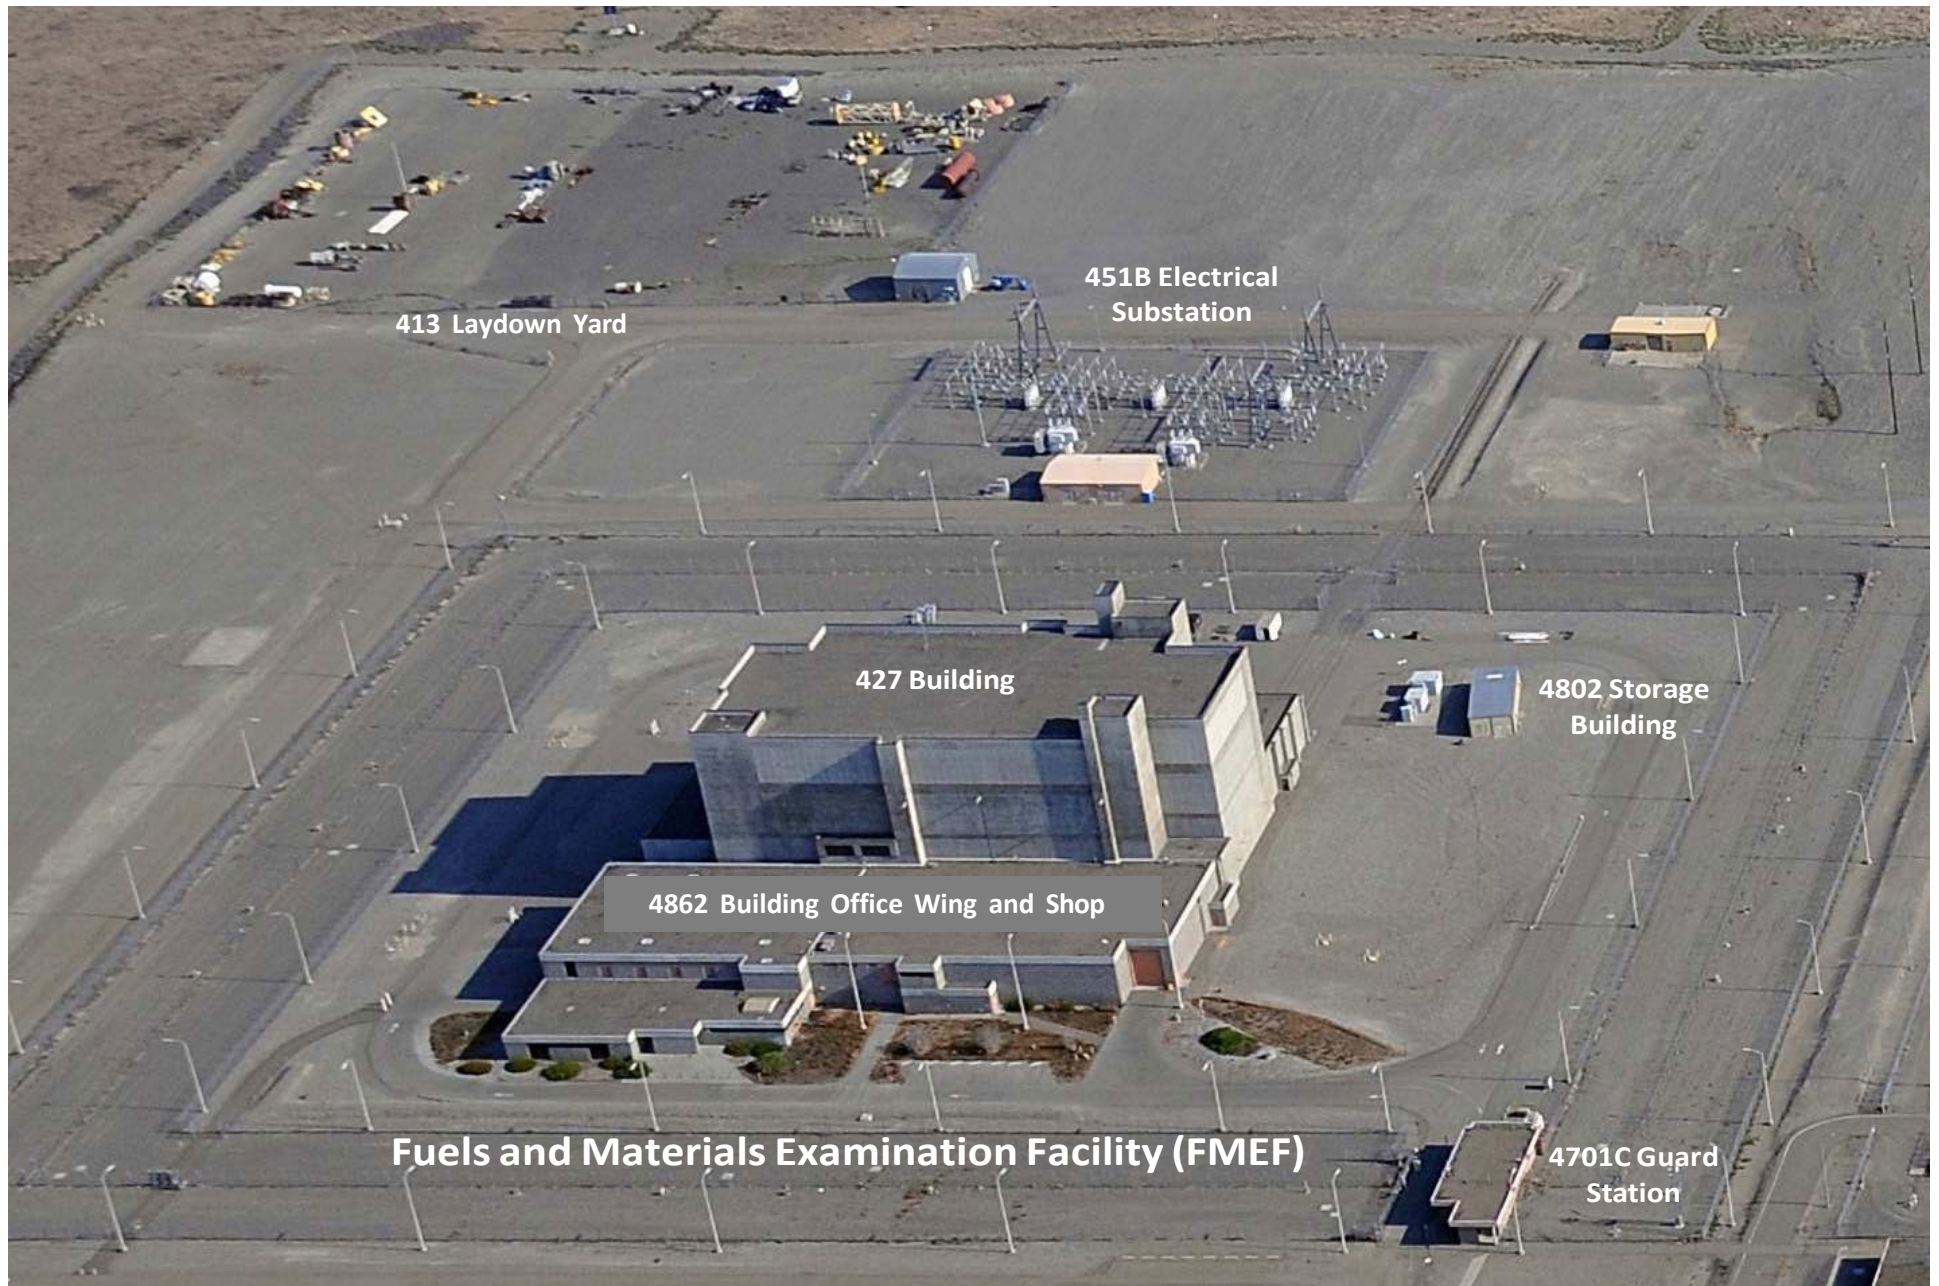 451B Electrical
Substation
413 Laydown Yard
427 Building
4802 Storage
Building
4862 Building Office Wing and Shop
Fuels and Materials Examination Facility (FMEF)
4701C Guard
Station